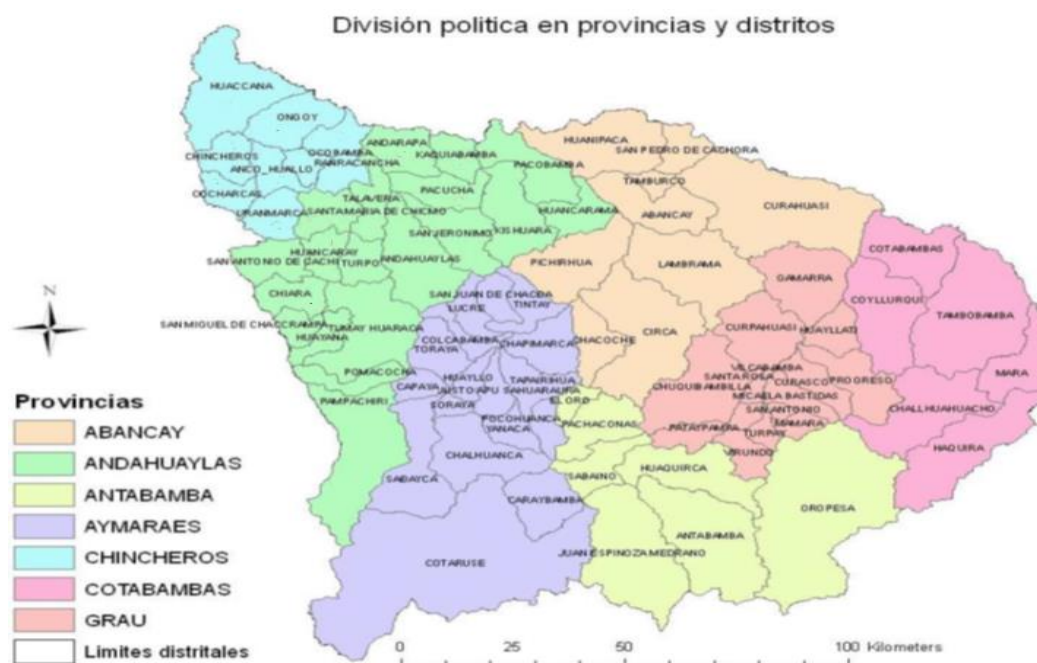 División politica en provincias y distritos
HUACCANA
ONGOY
OCOBAMBA
CHINCHEROS
ANCO_HUALLO
RANRACANCHA
COCHARCAS
URANMARCA
ANDARAPA
KAQUIABAMBA
PACOBAMBA
PACUCHA
TALAVERA
SANTA MARIA DE CHICMO
HUANCARAMA
SAN JERONIMO
KISHUARA
HUANCARAY
SAN ANTONIO DE CACHI
TURPO
ANDAHUAYLAS
CHIARA
SAN MIGUEL DE CHACCRAMPA
TUMAY HUARACA
HUAYANA
POMACOCHA
PAMPACHIRI
HUANIPACA
SAN PEDRO DE CACHORA
TAMBURCO
CURAHUASI
ABANCAY
PICHIRHUA
LAMBRAMA
CIRCA
CHACOCHE
COTABAMBAS
COYLLURQUI
TAMBOBAMBA
MARA
CHALLHUAHUACHO
HAQUIRA
GAMARRA
CURPAHUASI
HUAYLLATI
VILCABAMBA
SANTA ROSA
CURASCO
PROGRESO
CHUQUIBAMBILLA
MICAELA BASTIDAS
SAN ANTONIO
MAMARA
PATAYPAMPA
TURPAY
VIRUNDO
SAN JUAN DE CHACÑA
LUCRE
TINTAY
COLCABAMBA
TORAYA
CHAPIMARCA
HUAYLLO
TAPAIRIHUA
CAPAYA
JUSTO APU SAHUARAURA
SORAYA
POCOHUANCA
YANACA
CHALHUANCA
SAÑAYCA
CARAYBAMBA
COTARUSE
EL ORO
PACHACONAS
SABAINO
HUAQUIRCA
OROPESA
ANTABAMBA
JUAN ESPINOZA MEDRANO
N
Provincias
ABANCAY
ANDAHUAYLAS
ANTABAMBA
AYMARAES
CHINCHEROS
COTABAMBAS
GRAU
Limites distritales
0 25 50 100 Kilometers